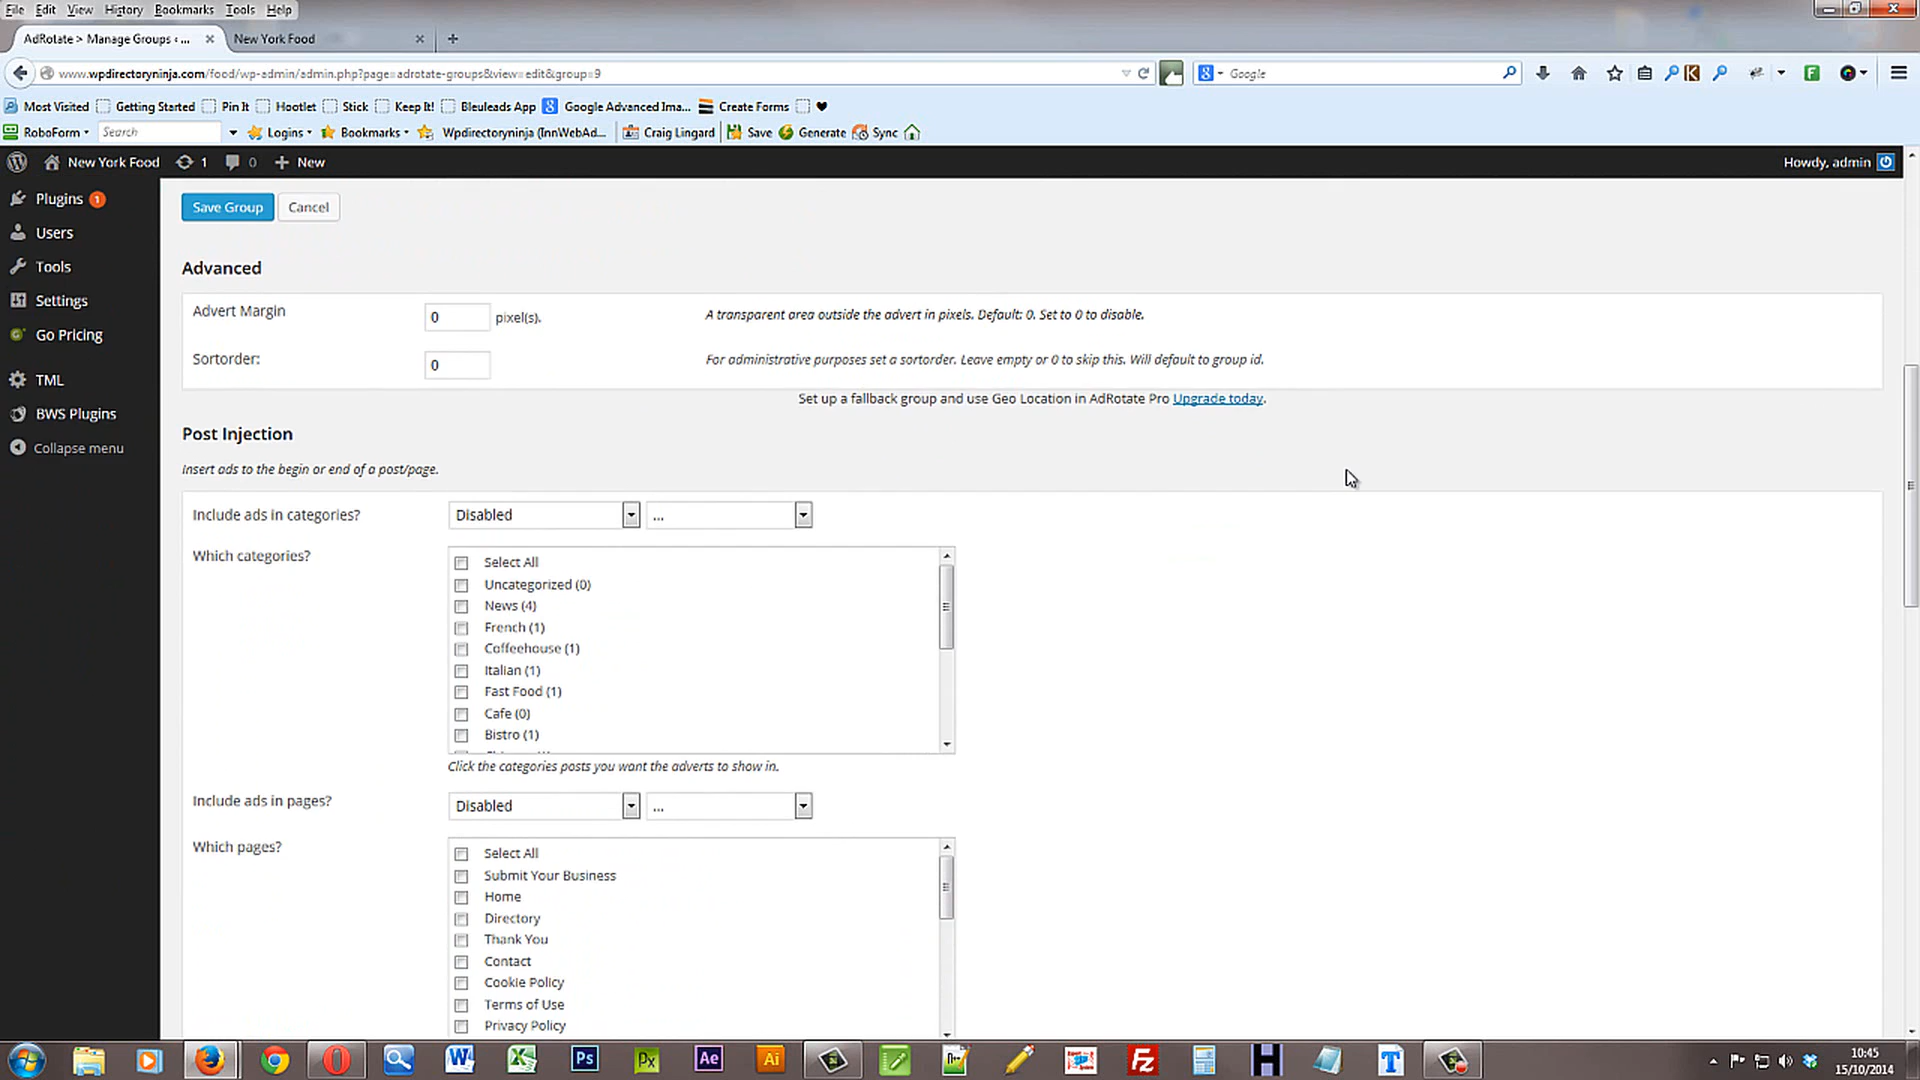 File Edit View History Bookmarks Tools Help
AdRotate > Manage Groups ‹ ... × New York Food × +
www.wpdirectoryninja.com/food/wp-admin/admin.php?page=adrotate-groups&view=edit&group=9 Google
Most Visited Getting Started Pin It Hootlet Stick Keep It! Bleuleads App Google Advanced Ima... Create Forms
RoboForm Search Logins Bookmarks Wpdirectoryninja (InnWebAd... Craig Lingard Save Generate Sync
New York Food 1 0 + New Howdy, admin
Plugins 1
Users
Tools
Settings
Go Pricing
TML
BWS Plugins
Collapse menu
Save Group Cancel
Advanced
Advert Margin 0 pixel(s). A transparent area outside the advert in pixels. Default: 0. Set to 0 to disable.
Sortorder: 0 For administrative purposes set a sortorder. Leave empty or 0 to skip this. Will default to group id.
Set up a fallback group and use Geo Location in AdRotate Pro Upgrade today.
Post Injection
Insert ads to the begin or end of a post/page.
Include ads in categories? Disabled ...
Which categories? Select All
Uncategorized (0)
News (4)
French (1)
Coffeehouse (1)
Italian (1)
Fast Food (1)
Cafe (0)
Bistro (1)
Click the categories posts you want the adverts to show in.
Include ads in pages? Disabled ...
Which pages? Select All
Submit Your Business
Home
Directory
Thank You
Contact
Cookie Policy
Terms of Use
Privacy Policy
Ps Px Ae Ai Fz H T
10:45
15/10/2014